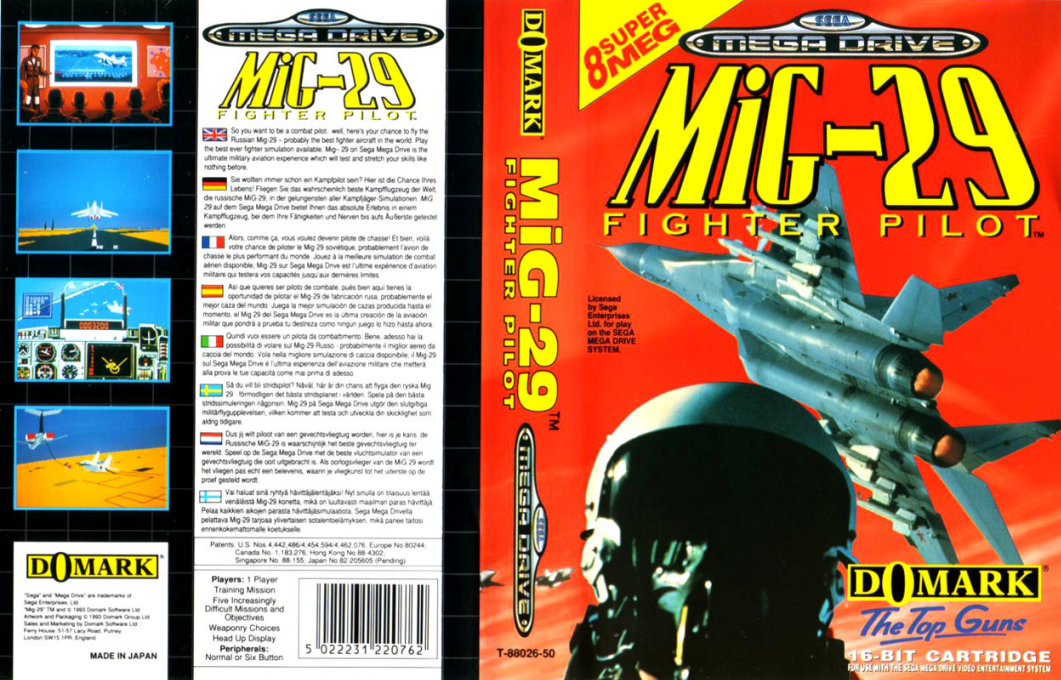 SEGA
MEGA DRIVE
MiG-29
FIGHTER PILOT
So you want to be a combat pilot.. well, here's your chance to fly the
Russian Mig-29 - probably the best fighter aircraft in the world. Play
the best ever fighter simulation available. Mig- 29 on Sega Mega Drive is the
ultimate military aviation experience which will test and stretch your skills like
nothing before.
Sie wollten immer schon ein Kampfpilot sein? Hier ist die Chance Ihres
Lebens! Fliegen Sie das wahrscheinlich beste Kampfflugzeug der Welt,
die russische MiG-29, in der gelungensten aller Kampfjäger-Simulationen. MiG
29 auf dem Sega Mega Drive bietet Ihnen das absolute Erlebnis in einem
Kampfflugzeug, bei dem Ihre Fähigkeiten und Nerven bis aufs Äußerste getestet
werden.
Alors, comme ça, vous voulez devenir pilote de chasse! Et bien, voilà
votre chance de piloter le Mig-29 soviétique, probablement l'avion de
chasse le plus performant du monde. Jouez à la meilleure simulation de combat
aérien disponible, Mig-29 sur Sega Mega Drive est l'ultime expérience d'aviation
militaire qui testera vos capacités jusqu'aux dernières limites.
Así que quieres ser piloto de combate, pués bien aquí tienes la
oportunidad de pilotar el Mig-29 de fabricación rusa, probablemente el
mejor caza del mundo. Juega la mejor simulación de cazas producida hasta el
momento, el Mig 29 del Sega Mega Drive es la última creación de la aviación
militar que pondrá a prueba tu destreza como ningún juego lo hizo hasta ahora.
Quindi vuoi essere un pilota da combattimento. Bene, adesso hai la
possibilità di volare sul Mig-29 Russo - probabilmente il miglior aereo da
caccia del mondo. Vola nella migliore simulazione di caccia disponibile, il Mig-29
sul Sega Mega Drive è l'ultima esperienza dell'aviazione militare che metterà
alla prova le tue capacità come mai prima di adesso.
Så du vill bli stridspilot? Nåväl, här är din chans att flyga den ryska Mig
29 - förmodligen det bästa stridsplanet i världen. Spela på den bästa
stridssimuleringen någonsin. Mig 29 på Sega Mega Drive utgör den slutgiltiga
militärflygupplevelsen, vilken kommer att testa och utveckla din skicklighet som
aldrig tidigare.
Dus jij wilt piloot van een gevechtsvliegtuig worden, hier is je kans: de
Russische MiG-29 is waarschijnlijk het beste gevechtsvliegtuig ter
wereld. Speel op de Sega Mega Drive met de beste vluchtsimulator van een
gevechtsvliegtuig die ooit uitgebracht is. Als oorlogsvlieger van de MiG 29 wordt
het vliegen pas echt een belevenis, waarin je vliegkunst tot het uiterste op de
proef gesteld wordt.
Vai haluat sinä ryhtyä hävittäjälentäjäksi! Nyt sinulla on tilaisuus lentää
venäläistä Mig-29 konetta, mikä on luultavasti maailman paras hävittäjä.
Pelaa kaikkien aikojen parasta hävittäjäsimulaatiota. Sega Mega Drivella
pelattava Mig-29 tarjoaa ylivertaisen sotalentoelämyksen, mikä panee taitosi
ennenkokemattomalle koetukselle.
Patents: U.S. Nos 4,442,486/4,454,594/4,462,076, Europe No.80244,
Canada No. 1,183,276, Hong Kong No.88-4302,
Singapore No. 88-155, Japan No 82-205605 (Pending)
DOMARK
"Sega" and "Mega Drive" are trademarks of
Sega Enterprises, Ltd.
"Mig-29" TM and © 1993 Domark Software Ltd.
Artwork and Packaging © 1993 Domark Group Ltd.
Sales and Marketing by Domark Software Ltd.
Ferry House, 51-57 Lacy Road, Putney,
London SW15 1PR, England
MADE IN JAPAN
Players: 1 Player
Training Mission
Five Increasingly
Difficult Missions and
Objectives
Weaponry Choices
Head Up Display
Peripherals:
Normal or Six Button
5 022231 220762
DOMARK
MiG-29™
FIGHTER PILOT
SEGA
MEGA DRIVE
T-88026-50
8 SUPER
MEG
SEGA
MEGA DRIVE
MiG-29
FIGHTER PILOT™
Licensed
by Sega
Enterprises
Ltd. for play
on the SEGA
MEGA DRIVE
SYSTEM.
DOMARK®
The Top Guns
16-BIT CARTRIDGE
FOR USE WITH THE SEGA MEGA DRIVE VIDEO ENTERTAINMENT SYSTEM